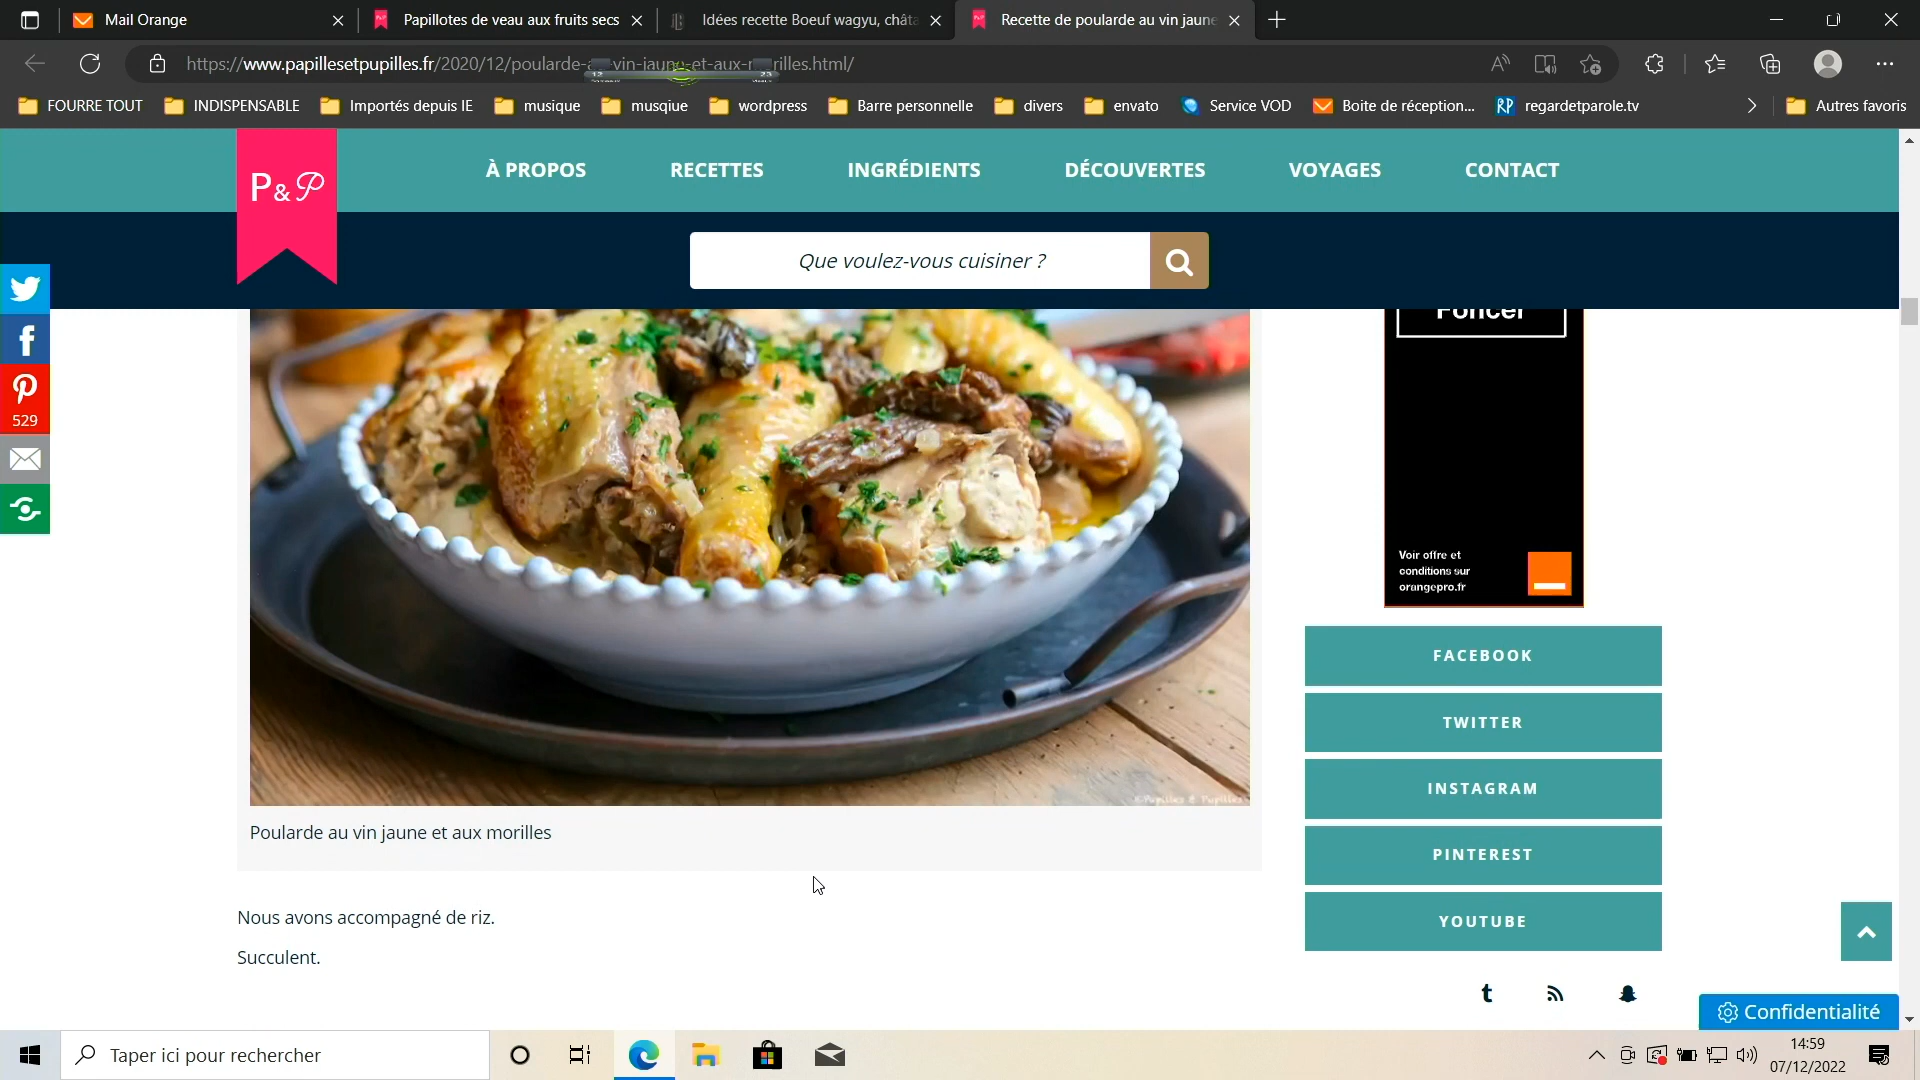 Mail Orange
Papillotes de veau aux fruits secs
Idées recette Boeuf wagyu, châta
Recette de poularde au vin jaune
https://www.papillesetpupilles.fr/2020/12/poularde-a
vin-jaune-et-aux-m
rilles.html/
FOURRE TOUT
INDISPENSABLE
Importés depuis IE
musique
musqiue
wordpress
Barre personnelle
divers
envato
Service VOD
Boite de réception...
RP regardetparole.tv
Autres favoris
P&P
À PROPOS
RECETTES
INGRÉDIENTS
DÉCOUVERTES
VOYAGES
CONTACT
Que voulez-vous cuisiner ?
529
Foncer
Voir offre et
conditions sur
orangepro.fr
©Papilles & Pupilles
Poularde au vin jaune et aux morilles
Nous avons accompagné de riz.
Succulent.
FACEBOOK
TWITTER
INSTAGRAM
PINTEREST
YOUTUBE
Confidentialité
Taper ici pour rechercher
14:59
07/12/2022